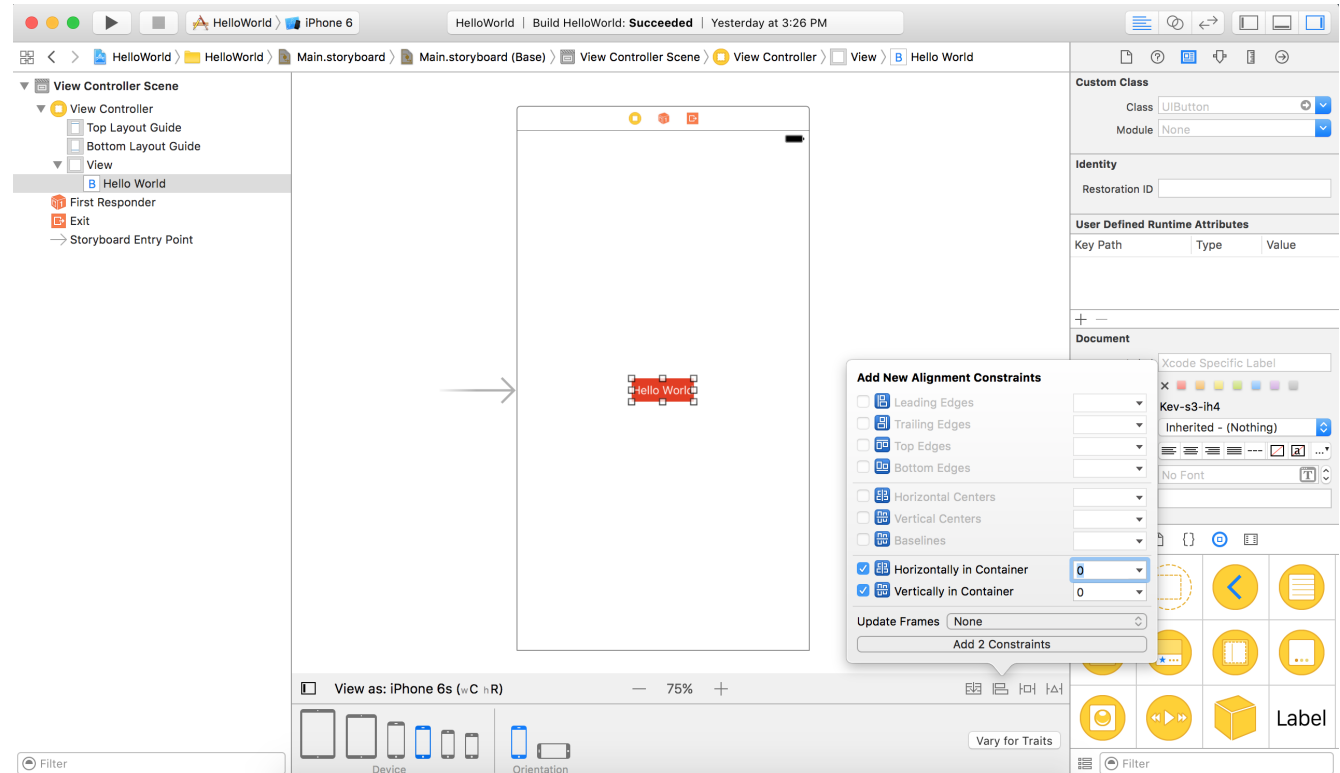 HelloWorld iPhone 6
HelloWorld | Build HelloWorld: Succeeded | Yesterday at 3:26 PM
HelloWorld HelloWorld Main.storyboard Main.storyboard (Base) View Controller Scene View Controller View B Hello World
View Controller Scene
View Controller
Top Layout Guide
Bottom Layout Guide
View
B Hello World
First Responder
Exit
Storyboard Entry Point
Filter
Hello World
View as: iPhone 6s (wC hR)
75%
Device
Orientation
Vary for Traits
Add New Alignment Constraints
Leading Edges
Trailing Edges
Top Edges
Bottom Edges
Horizontal Centers
Vertical Centers
Baselines
Horizontally in Container 0
Vertically in Container 0
Update Frames None
Add 2 Constraints
Custom Class
Class UIButton
Module None
Identity
Restoration ID
User Defined Runtime Attributes
Key Path Type Value
Document
Xcode Specific Label
Kev-s3-ih4
Inherited - (Nothing)
No Font
Label
Filter